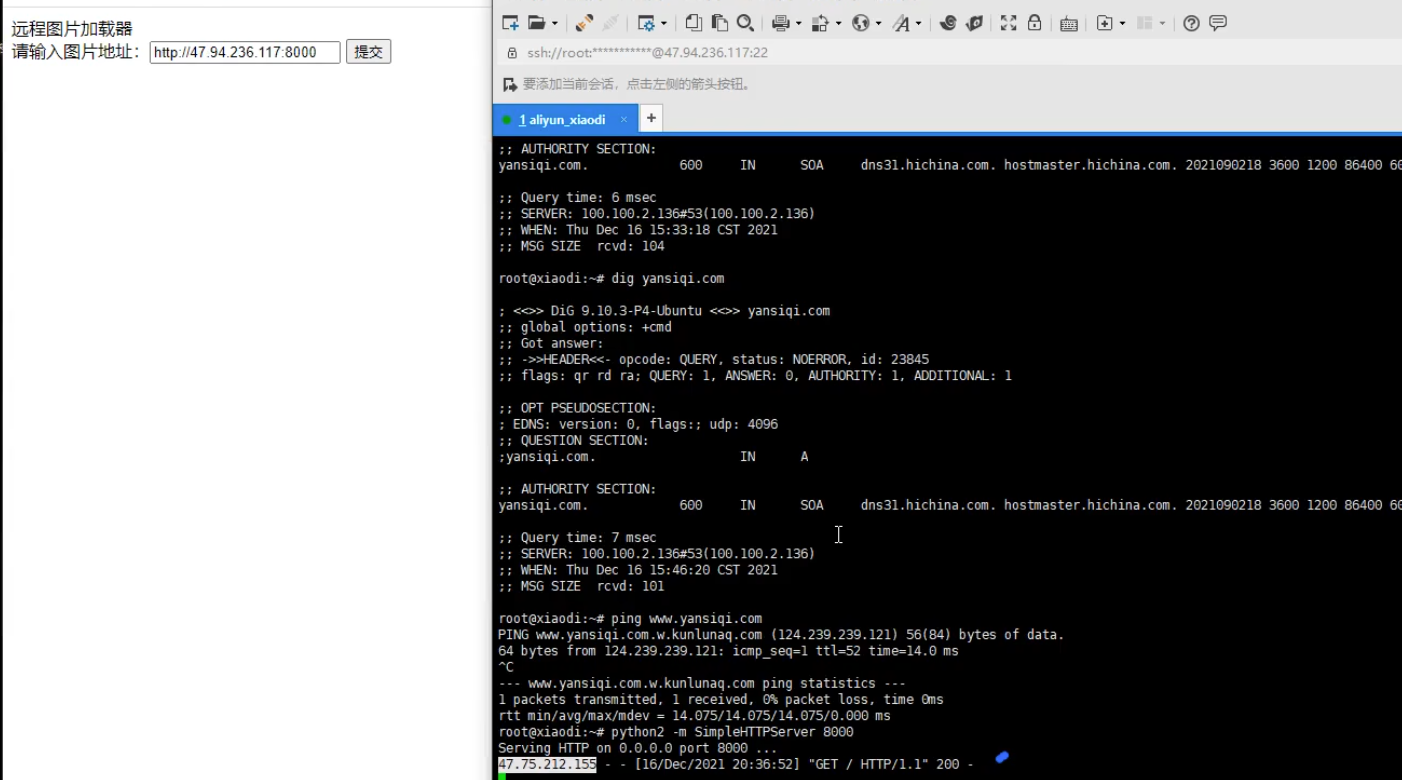 远程图片加载器
请输入图片地址： http://47.94.236.117:8000 提交
ssh://root:***********@47.94.236.117:22
要添加当前会话，点击左侧的箭头按钮。
1 aliyun_xiaodi × +
;; AUTHORITY SECTION:
yansiqi.com. 600 IN SOA dns31.hichina.com. hostmaster.hichina.com. 2021090218 3600 1200 86400 60
;; Query time: 6 msec
;; SERVER: 100.100.2.136#53(100.100.2.136)
;; WHEN: Thu Dec 16 15:33:18 CST 2021
;; MSG SIZE  rcvd: 104
root@xiaodi:~# dig yansiqi.com
; <<>> DiG 9.10.3-P4-Ubuntu <<>> yansiqi.com
;; global options: +cmd
;; Got answer:
;; ->>HEADER<<- opcode: QUERY, status: NOERROR, id: 23845
;; flags: qr rd ra; QUERY: 1, ANSWER: 0, AUTHORITY: 1, ADDITIONAL: 1
;; OPT PSEUDOSECTION:
; EDNS: version: 0, flags:; udp: 4096
;; QUESTION SECTION:
;yansiqi.com. IN A
;; AUTHORITY SECTION:
yansiqi.com. 600 IN SOA dns31.hichina.com. hostmaster.hichina.com. 2021090218 3600 1200 86400 60
;; Query time: 7 msec
;; SERVER: 100.100.2.136#53(100.100.2.136)
;; WHEN: Thu Dec 16 15:46:20 CST 2021
;; MSG SIZE  rcvd: 101
root@xiaodi:~# ping www.yansiqi.com
PING www.yansiqi.com.w.kunlunaq.com (124.239.239.121) 56(84) bytes of data.
64 bytes from 124.239.239.121: icmp_seq=1 ttl=52 time=14.0 ms
^C
--- www.yansiqi.com.w.kunlunaq.com ping statistics ---
1 packets transmitted, 1 received, 0% packet loss, time 0ms
rtt min/avg/max/mdev = 14.075/14.075/14.075/0.000 ms
root@xiaodi:~# python2 -m SimpleHTTPServer 8000
Serving HTTP on 0.0.0.0 port 8000 ...
47.75.212.155 - - [16/Dec/2021 20:36:52] "GET / HTTP/1.1" 200 -